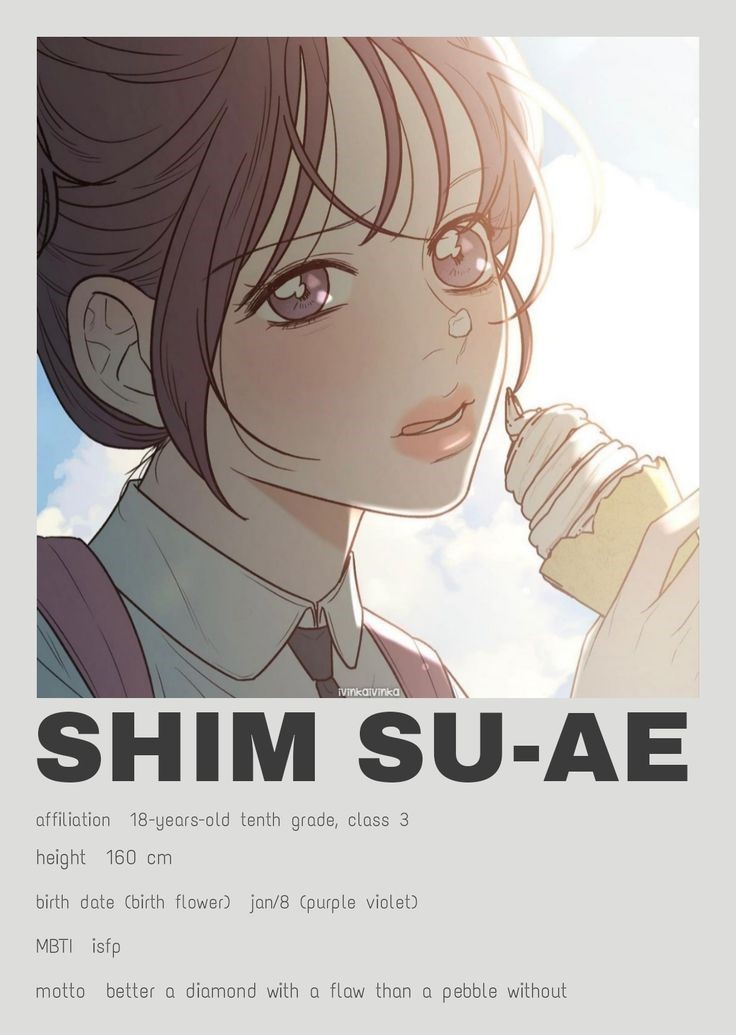 ivinkaivinka
SHIM SU-AE
affiliation 18-years-old tenth grade, class 3
height 160 cm
birth date (birth flower) jan/8 (purple violet)
MBTI isfp
motto better a diamond with a flaw than a pebble without